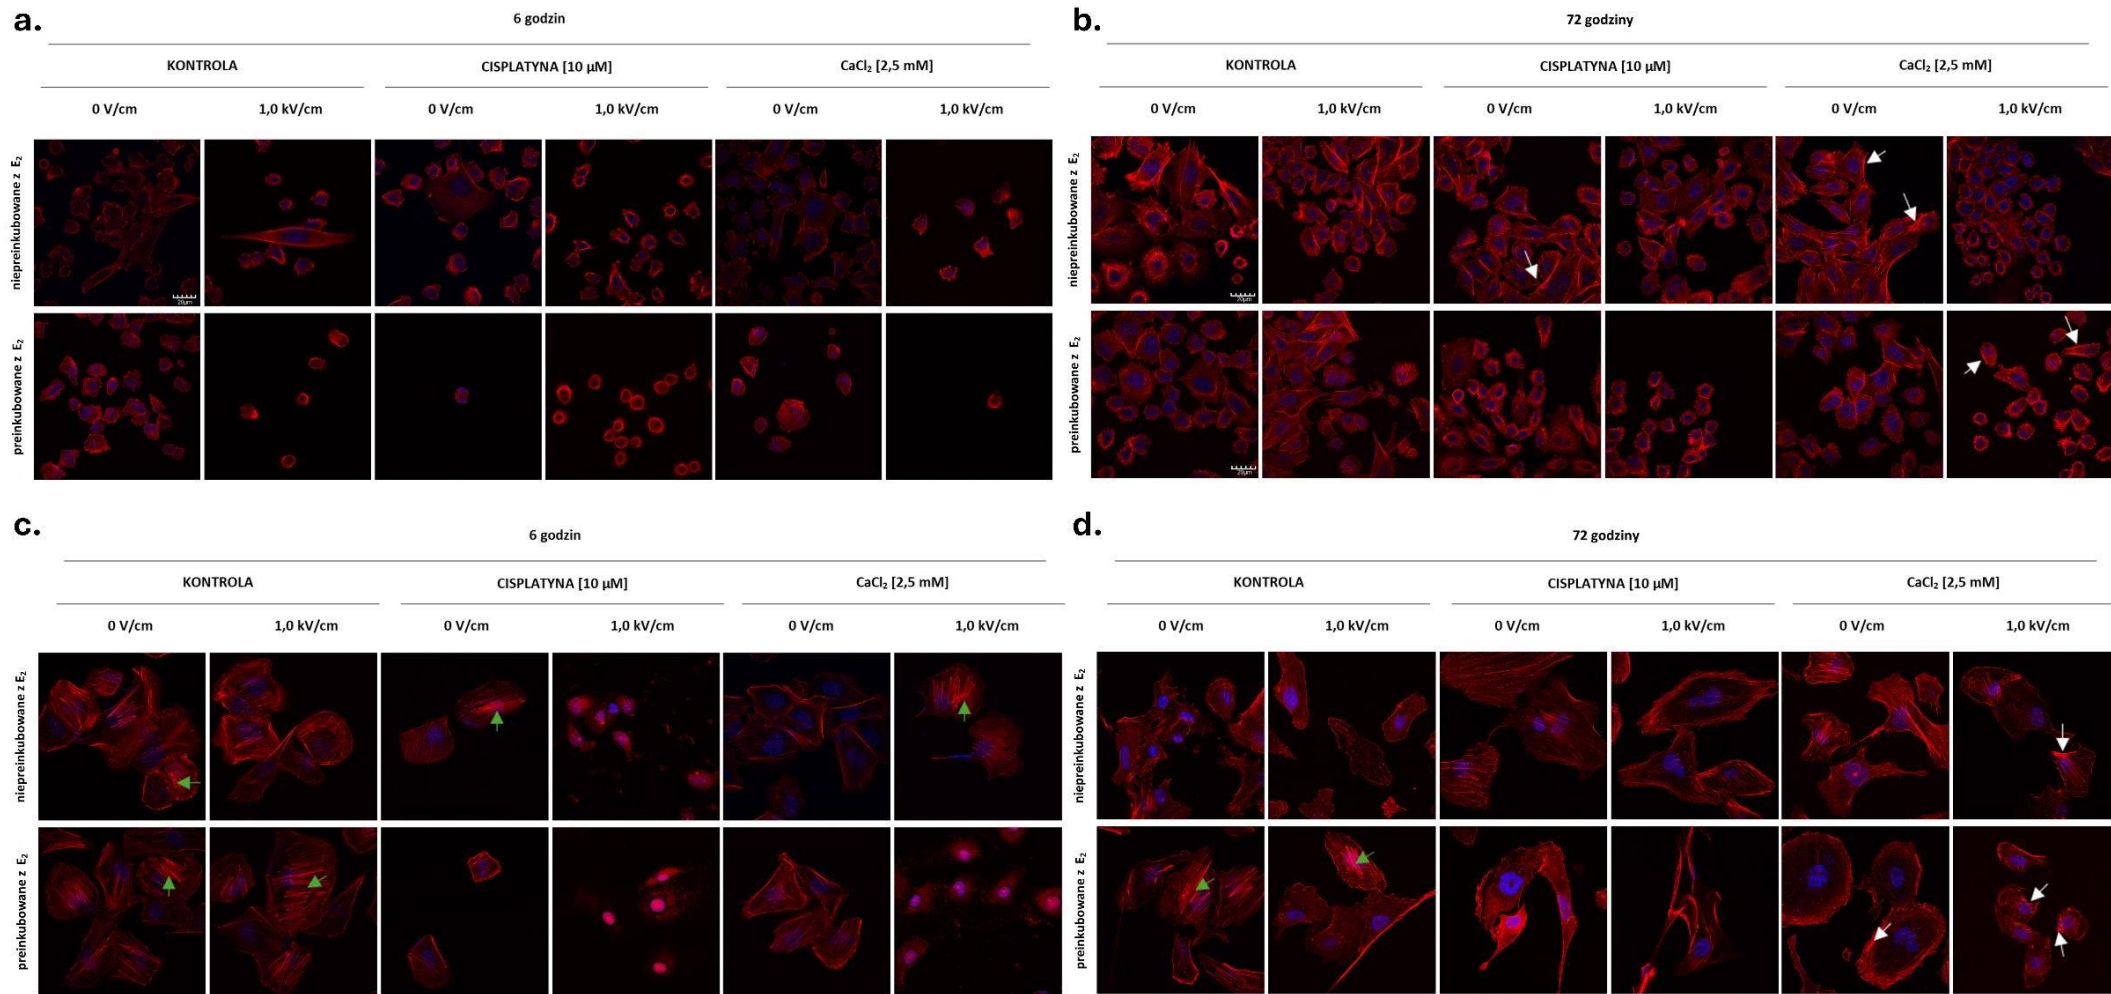 a.
6 godzin
KONTROLA CISPLATYNA [10 µM] CaCl₂ [2,5 mM]
0 V/cm 1,0 kV/cm 0 V/cm 1,0 kV/cm 0 V/cm 1,0 kV/cm
niepreinkubowane z E₂
20µm
preinkubowane z E₂
b.
72 godziny
KONTROLA CISPLATYNA [10 µM] CaCl₂ [2,5 mM]
0 V/cm 1,0 kV/cm 0 V/cm 1,0 kV/cm 0 V/cm 1,0 kV/cm
niepreinkubowane z E₂
20µm
preinkubowane z E₂
20µm
c.
6 godzin
KONTROLA CISPLATYNA [10 µM] CaCl₂ [2,5 mM]
0 V/cm 1,0 kV/cm 0 V/cm 1,0 kV/cm 0 V/cm 1,0 kV/cm
niepreinkubowane z E₂
preinkubowane z E₂
d.
72 godziny
KONTROLA CISPLATYNA [10 µM] CaCl₂ [2,5 mM]
0 V/cm 1,0 kV/cm 0 V/cm 1,0 kV/cm 0 V/cm 1,0 kV/cm
niepreinkubowane z E₂
preinkubowane z E₂